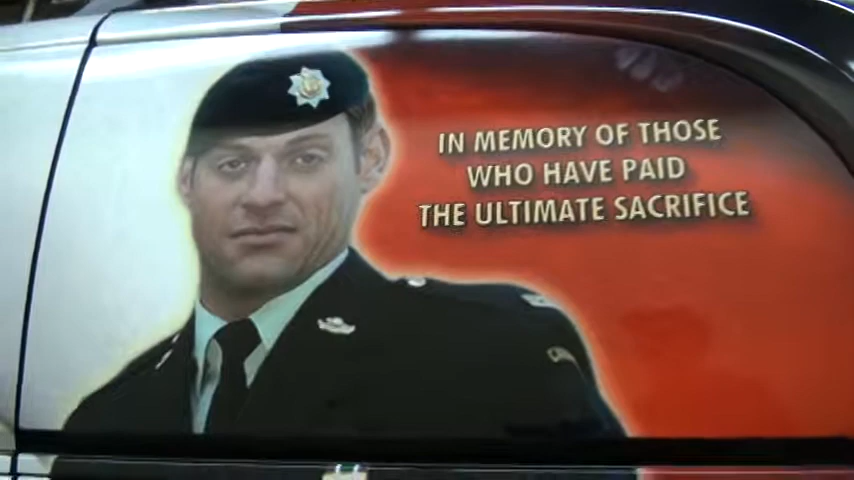 IN MEMORY OF THOSE
WHO HAVE PAID
THE ULTIMATE SACRIFICE